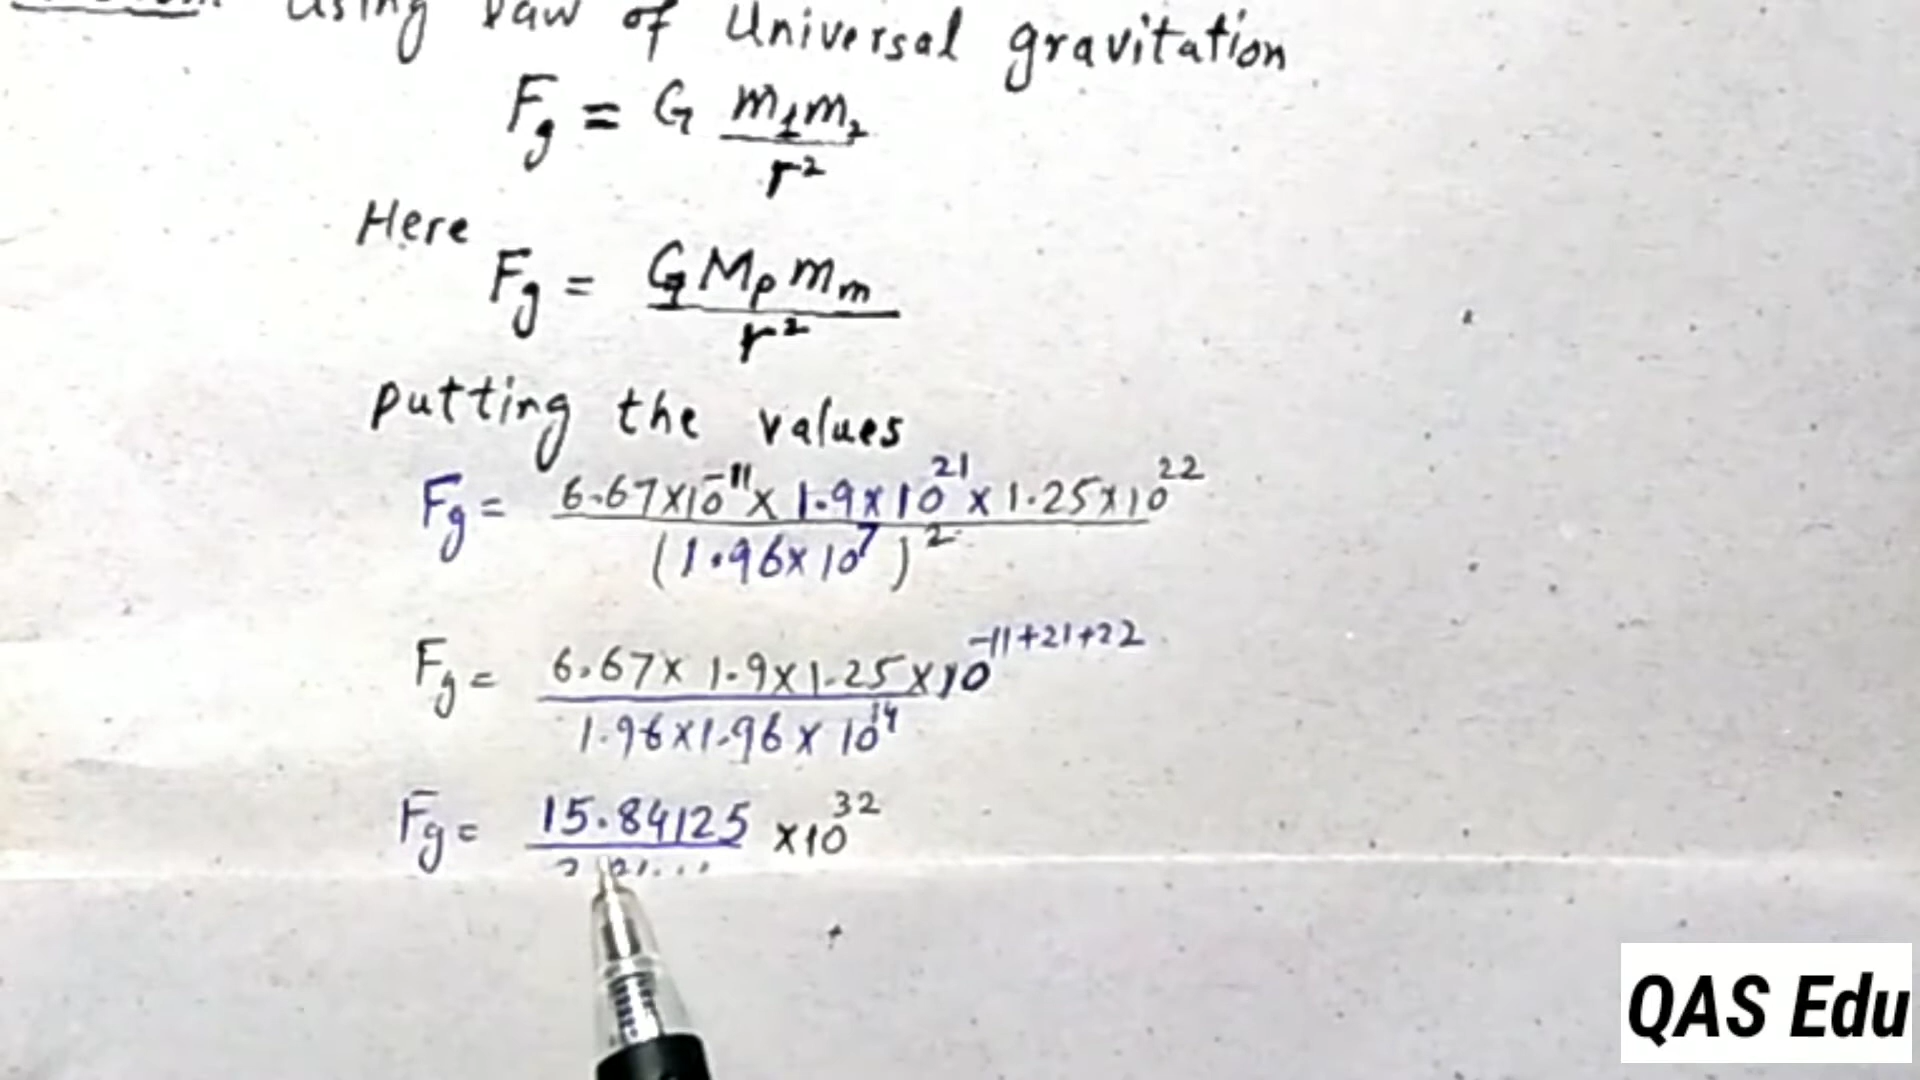 Using law of Universal gravitation
Fg = G m1m2 / r²
Here
Fg = G Mp mm / r²
putting the values
Fg = 6.67×10⁻¹¹ × 1.9×10²¹ × 1.25×10²² / (1.96×10⁷)²
Fg = 6.67× 1.9×1.25 ×10⁻¹¹⁺²¹⁺²² / 1.96×1.96 × 10¹⁴
Fg = 15.84125 / ×10³²
QAS Edu